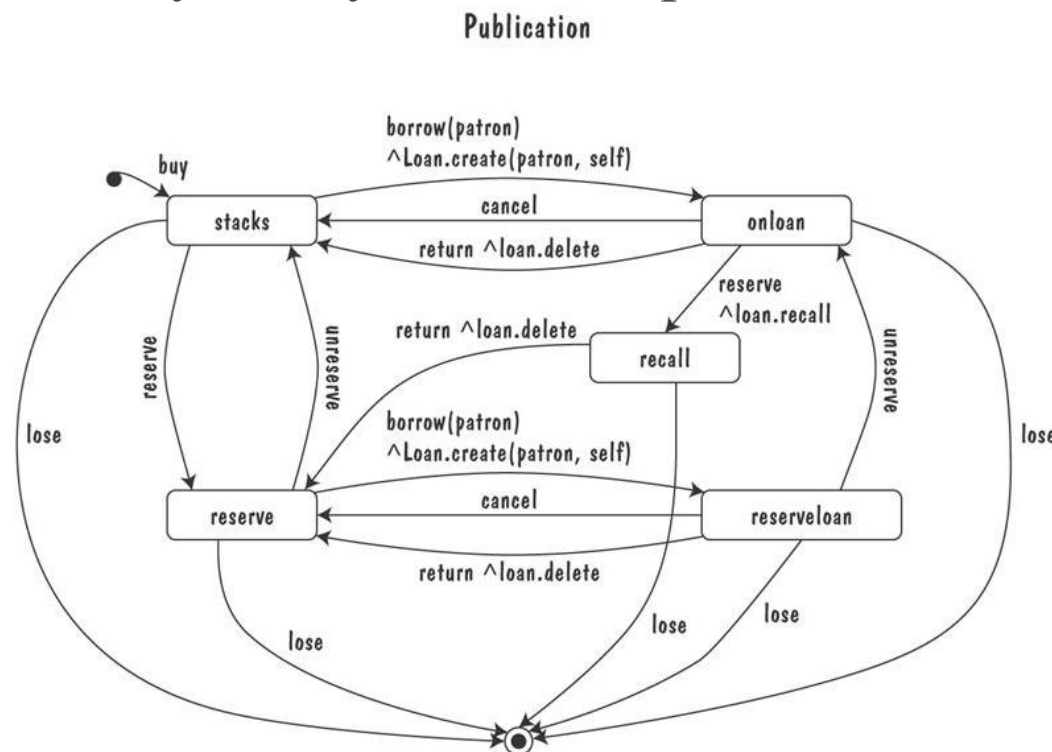 Publication
borrow(patron)
^Loan.create(patron, self)
buy
stacks
cancel
onloan
return ^loan.delete
reserve
^loan.recall
return ^loan.delete
recall
reserve
unreserve
unreserve
borrow(patron)
^Loan.create(patron, self)
lose
lose
reserve
cancel
reserveloan
return ^loan.delete
lose
lose
lose